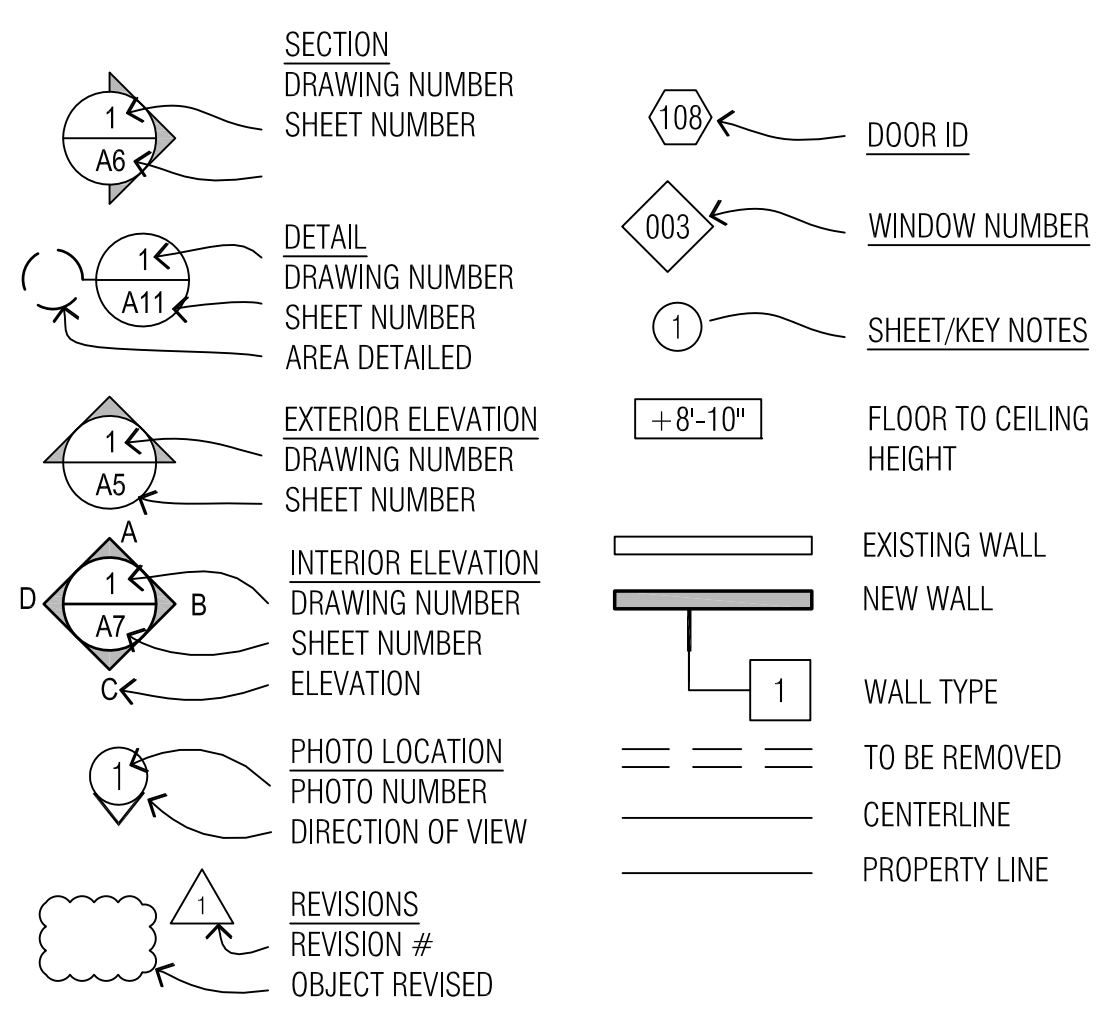 SECTION
DRAWING NUMBER
SHEET NUMBER
1
A6
DETAIL
DRAWING NUMBER
SHEET NUMBER
AREA DETAILED
1
A11
EXTERIOR ELEVATION
DRAWING NUMBER
SHEET NUMBER
1
A5
INTERIOR ELEVATION
DRAWING NUMBER
SHEET NUMBER
ELEVATION
A
D
1
B
A7
C
PHOTO LOCATION
PHOTO NUMBER
DIRECTION OF VIEW
1
REVISIONS
REVISION #
OBJECT REVISED
1
108
DOOR ID
003
WINDOW NUMBER
1
SHEET/KEY NOTES
+8'-10"
FLOOR TO CEILING
HEIGHT
EXISTING WALL
NEW WALL
1
WALL TYPE
TO BE REMOVED
CENTERLINE
PROPERTY LINE